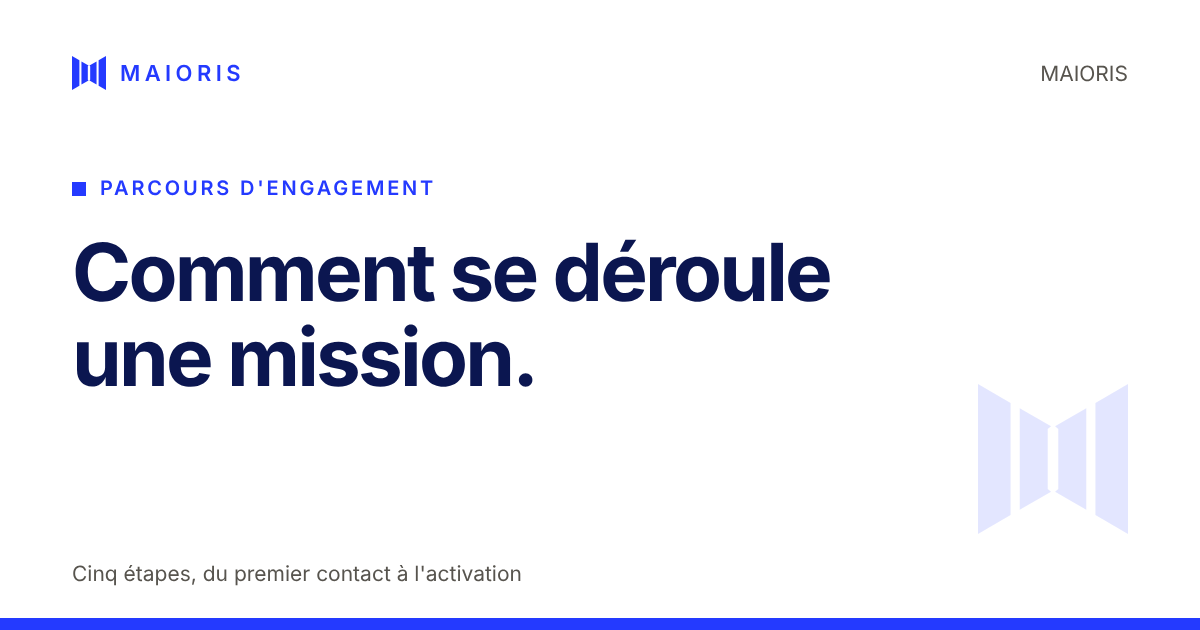 MAIORIS
MAIORIS
PARCOURS D'ENGAGEMENT
Comment se déroule
une mission.
Cinq étapes, du premier contact à l'activation